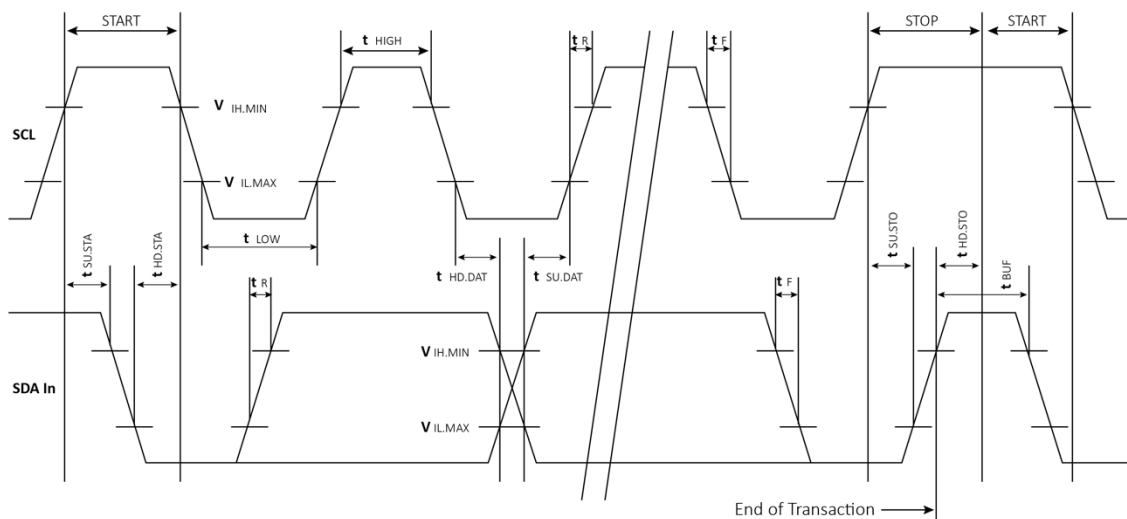 START
STOP
START
t R
t F
t HIGH
V IH.MIN
SCL
V IL.MAX
t SU.STA
t HD.STA
t LOW
t HD.DAT
t SU.DAT
t SU.STO
t HD.STO
t R
t F
t BUF
V IH.MIN
SDA In
V IL.MAX
End of Transaction